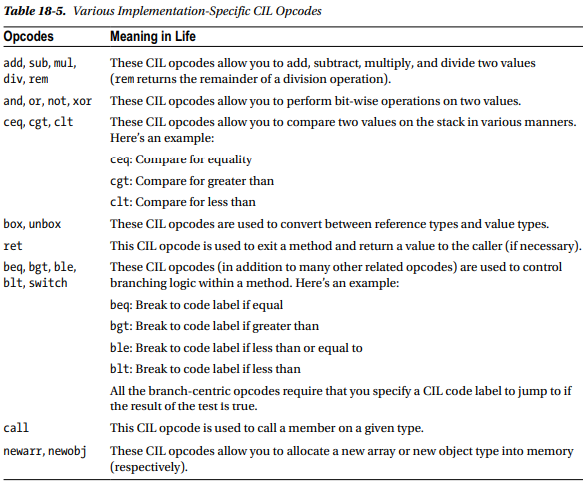 Table 18-5. Various Implementation-Specific CIL Opcodes
Opcodes Meaning in Life
add, sub, mul, These CIL opcodes allow you to add, subtract, multiply, and divide two values
div, rem (rem returns the remainder of a division operation).
and, or, not, xor These CIL opcodes allow you to perform bit-wise operations on two values.
ceq, cgt, clt These CIL opcodes allow you to compare two values on the stack in various manners.
Here's an example:
ceq: Compare for equality
cgt: Compare for greater than
clt: Compare for less than
box, unbox These CIL opcodes are used to convert between reference types and value types.
ret This CIL opcode is used to exit a method and return a value to the caller (if necessary).
beq, bgt, ble, These CIL opcodes (in addition to many other related opcodes) are used to control
blt, switch branching logic within a method. Here's an example:
beq: Break to code label if equal
bgt: Break to code label if greater than
ble: Break to code label if less than or equal to
blt: Break to code label if less than
All the branch-centric opcodes require that you specify a CIL code label to jump to if
the result of the test is true.
call This CIL opcode is used to call a member on a given type.
newarr, newobj These CIL opcodes allow you to allocate a new array or new object type into memory
(respectively).